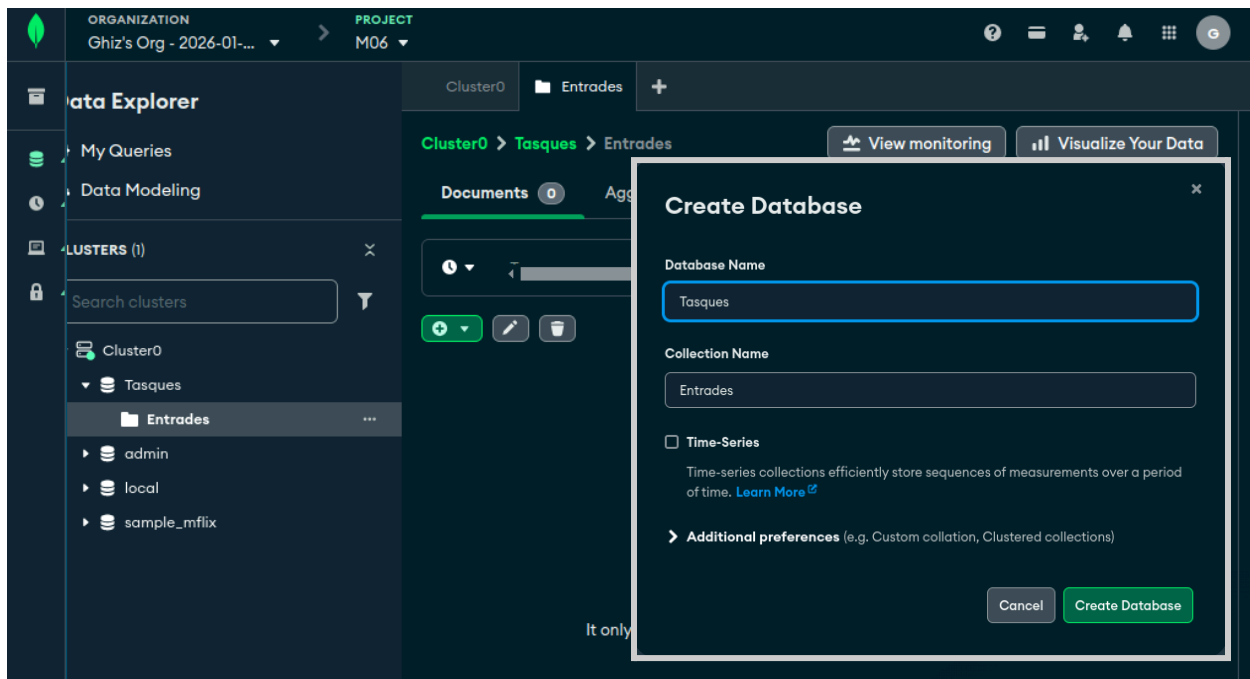 ORGANIZATION
Ghiz's Org - 2026-01-...
PROJECT
M06
G
Data Explorer
My Queries
Data Modeling
CLUSTERS (1)
Search clusters
Cluster0
Tasques
Entrades
admin
local
sample_mflix
Cluster0
Entrades
Cluster0 > Tasques > Entrades
View monitoring
Visualize Your Data
Documents 0
Agg
It only
Create Database
Database Name
Tasques
Collection Name
Entrades
Time-Series
Time-series collections efficiently store sequences of measurements over a period
of time. Learn More
Additional preferences (e.g. Custom collation, Clustered collections)
Cancel
Create Database